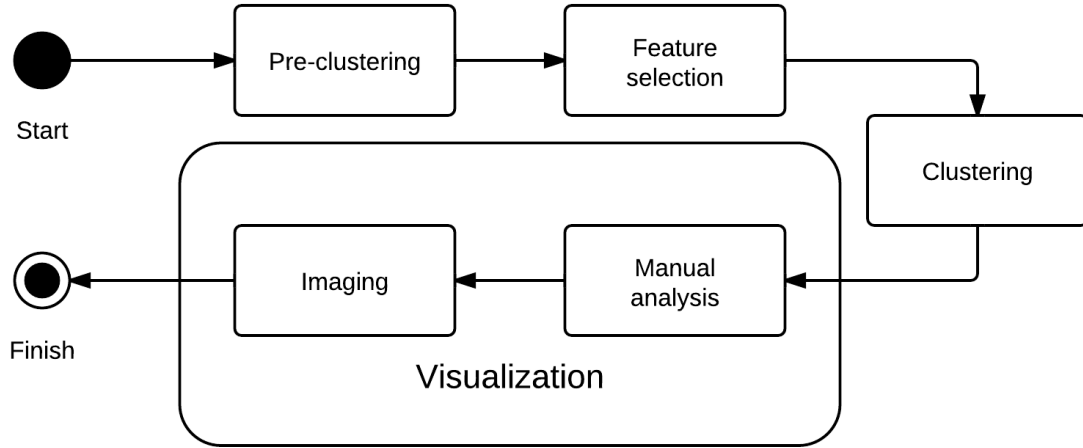 Pre-clustering
Feature
selection
Start
Clustering
Imaging
Manual
analysis
Finish
Visualization